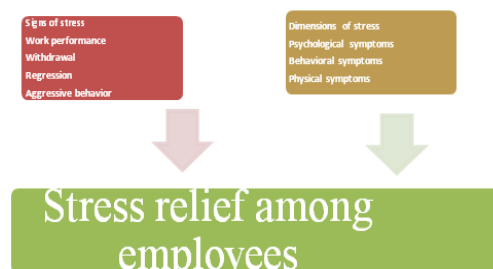 Signs of stress
Work performance
Withdrawal
Regression
Aggressive behavior
Dimensions of stress
Psychological symptoms
Behavioral symptoms
Physical symptoms
Stress relief among
employees